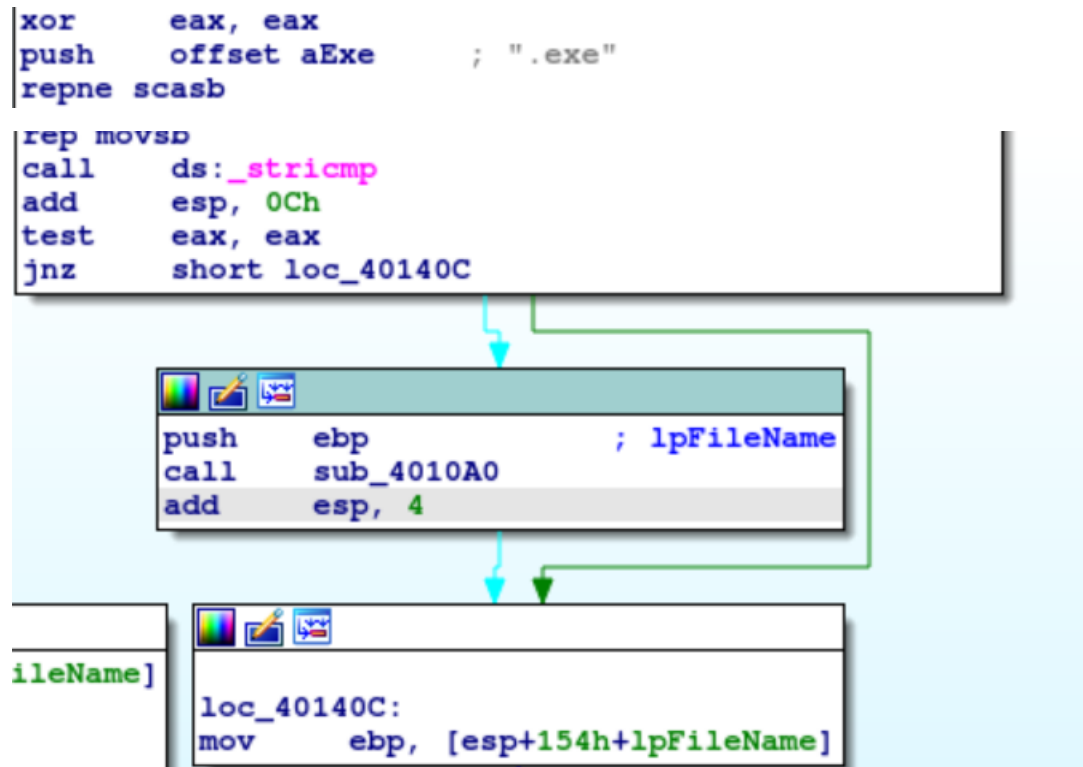 xor eax, eax
push offset aExe ; ".exe"
repne scasb
rep movsb
call ds:_stricmp
add esp, 0Ch
test eax, eax
jnz short loc_40140C
push ebp ; lpFileName
call sub_4010A0
add esp, 4
ileName]
loc_40140C:
mov ebp, [esp+154h+lpFileName]